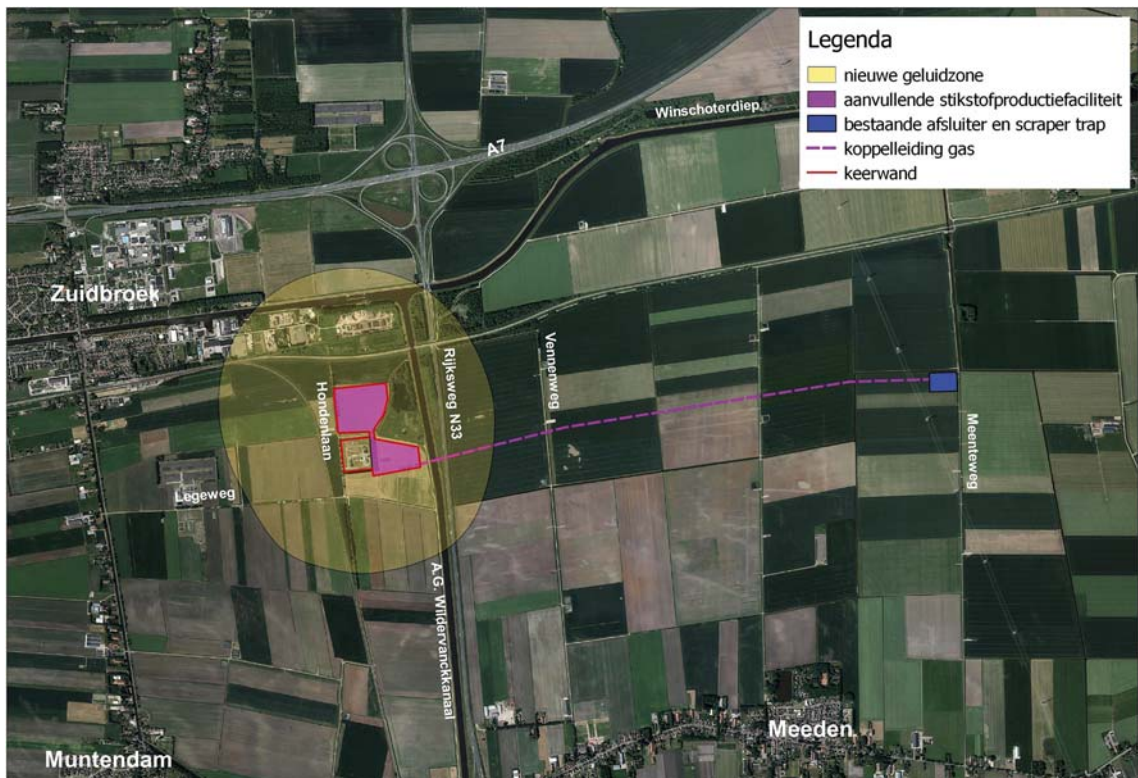 Legenda
nieuwe geluidzone
aanvullende stikstofproductiefaciliteit
bestaande afsluiter en scraper trap
koppelleiding gas
keerwand
Winschoterdiep
A7
Zuidbroek
Hondenlaan
Rijksweg N33
Vennenweg
Meenteweg
Legeweg
A.G. Wildervanckkanaal
Meeden
Muntendam